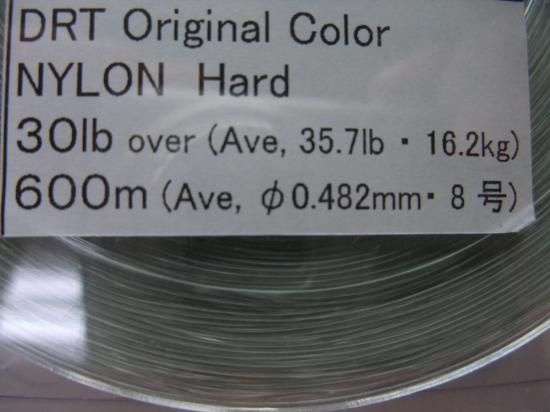 DRT Original Color
NYLON Hard
30lb over (Ave, 35.7lb・16.2kg)
600m (Ave, φ0.482mm・8号)